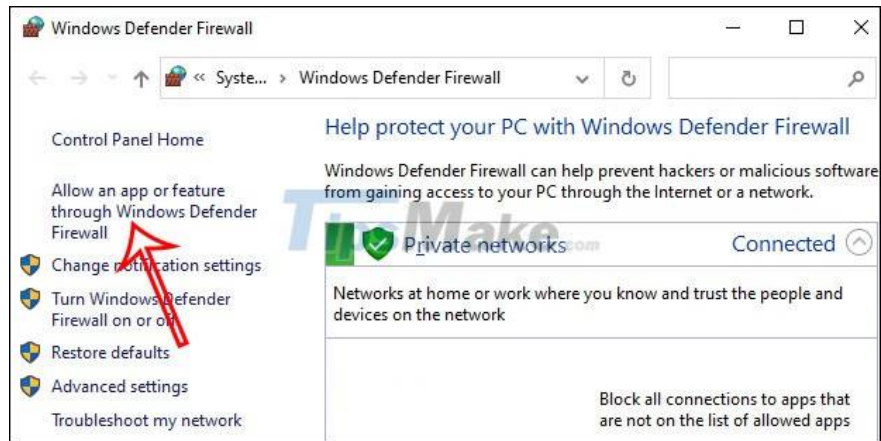 Windows Defender Firewall
« Syste... › Windows Defender Firewall
Control Panel Home
Allow an app or feature
through Windows Defender
Firewall
Change notification settings
Turn Windows Defender
Firewall on or off
Restore defaults
Advanced settings
Troubleshoot my network
Help protect your PC with Windows Defender Firewall
Windows Defender Firewall can help prevent hackers or malicious software
from gaining access to your PC through the Internet or a network.
TipsMake.com
Private networks
Connected
Networks at home or work where you know and trust the people and
devices on the network
Block all connections to apps that
are not on the list of allowed apps